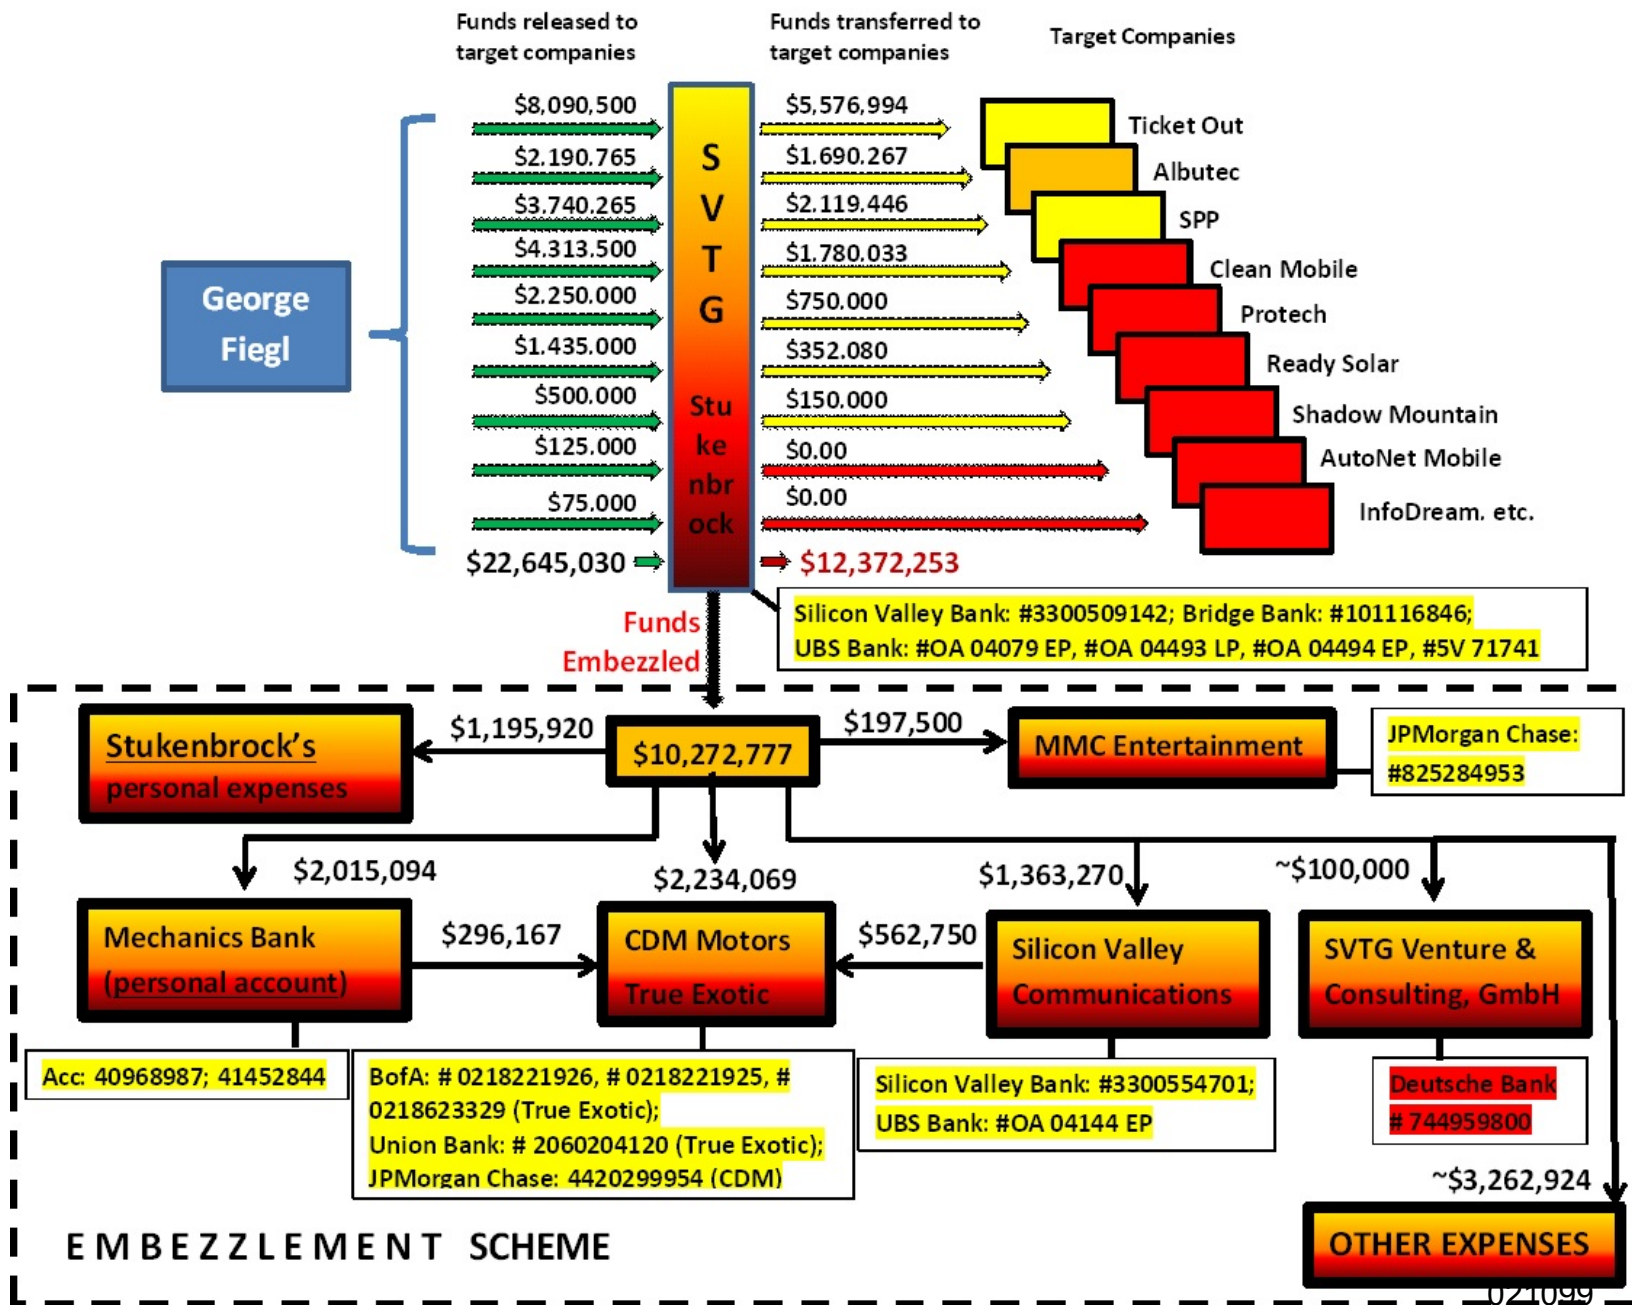 Funds released to
target companies
Funds transferred to
target companies
Target Companies
George
Fiegl
$8,090,500
$2.190.765
$3.740.265
$4.313.500
$2.250.000
$1.435.000
$500.000
$125.000
$75.000
$22,645,030
S
V
T
G
Stu
ke
nbr
ock
$5,576,994
$1.690.267
$2.119.446
$1.780.033
$750.000
$352.080
$150.000
$0.00
$0.00
$12,372,253
Ticket Out
Albutec
SPP
Clean Mobile
Protech
Ready Solar
Shadow Mountain
AutoNet Mobile
InfoDream. etc.
Silicon Valley Bank: #3300509142; Bridge Bank: #101116846;
UBS Bank: #OA 04079 EP, #OA 04493 LP, #OA 04494 EP, #5V 71741
Funds
Embezzled
Stukenbrock’s
personal expenses
$1,195,920
$10,272,777
$197,500
MMC Entertainment
JPMorgan Chase:
#825284953
$2,015,094
$2,234,069
$1,363,270
~$100,000
Mechanics Bank
(personal account)
$296,167
CDM Motors
True Exotic
$562,750
Silicon Valley
Communications
SVTG Venture &
Consulting, GmbH
Acc: 40968987; 41452844
BofA: # 0218221926, # 0218221925, #
0218623329 (True Exotic);
Union Bank: # 2060204120 (True Exotic);
JPMorgan Chase: 4420299954 (CDM)
Silicon Valley Bank: #3300554701;
UBS Bank: #OA 04144 EP
Deutsche Bank
# 744959800
~$3,262,924
OTHER EXPENSES
EMBEZZLEMENT SCHEME
021099